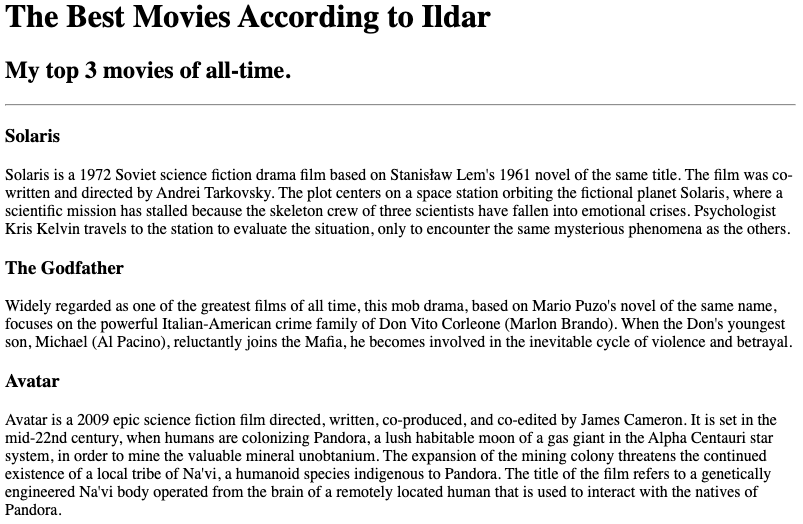 The Best Movies According to Ildar
My top 3 movies of all-time.
Solaris
Solaris is a 1972 Soviet science fiction drama film based on Stanisław Lem's 1961 novel of the same title. The film was co-
written and directed by Andrei Tarkovsky. The plot centers on a space station orbiting the fictional planet Solaris, where a
scientific mission has stalled because the skeleton crew of three scientists have fallen into emotional crises. Psychologist
Kris Kelvin travels to the station to evaluate the situation, only to encounter the same mysterious phenomena as the others.
The Godfather
Widely regarded as one of the greatest films of all time, this mob drama, based on Mario Puzo's novel of the same name,
focuses on the powerful Italian-American crime family of Don Vito Corleone (Marlon Brando). When the Don's youngest
son, Michael (Al Pacino), reluctantly joins the Mafia, he becomes involved in the inevitable cycle of violence and betrayal.
Avatar
Avatar is a 2009 epic science fiction film directed, written, co-produced, and co-edited by James Cameron. It is set in the
mid-22nd century, when humans are colonizing Pandora, a lush habitable moon of a gas giant in the Alpha Centauri star
system, in order to mine the valuable mineral unobtanium. The expansion of the mining colony threatens the continued
existence of a local tribe of Na'vi, a humanoid species indigenous to Pandora. The title of the film refers to a genetically
engineered Na'vi body operated from the brain of a remotely located human that is used to interact with the natives of
Pandora.